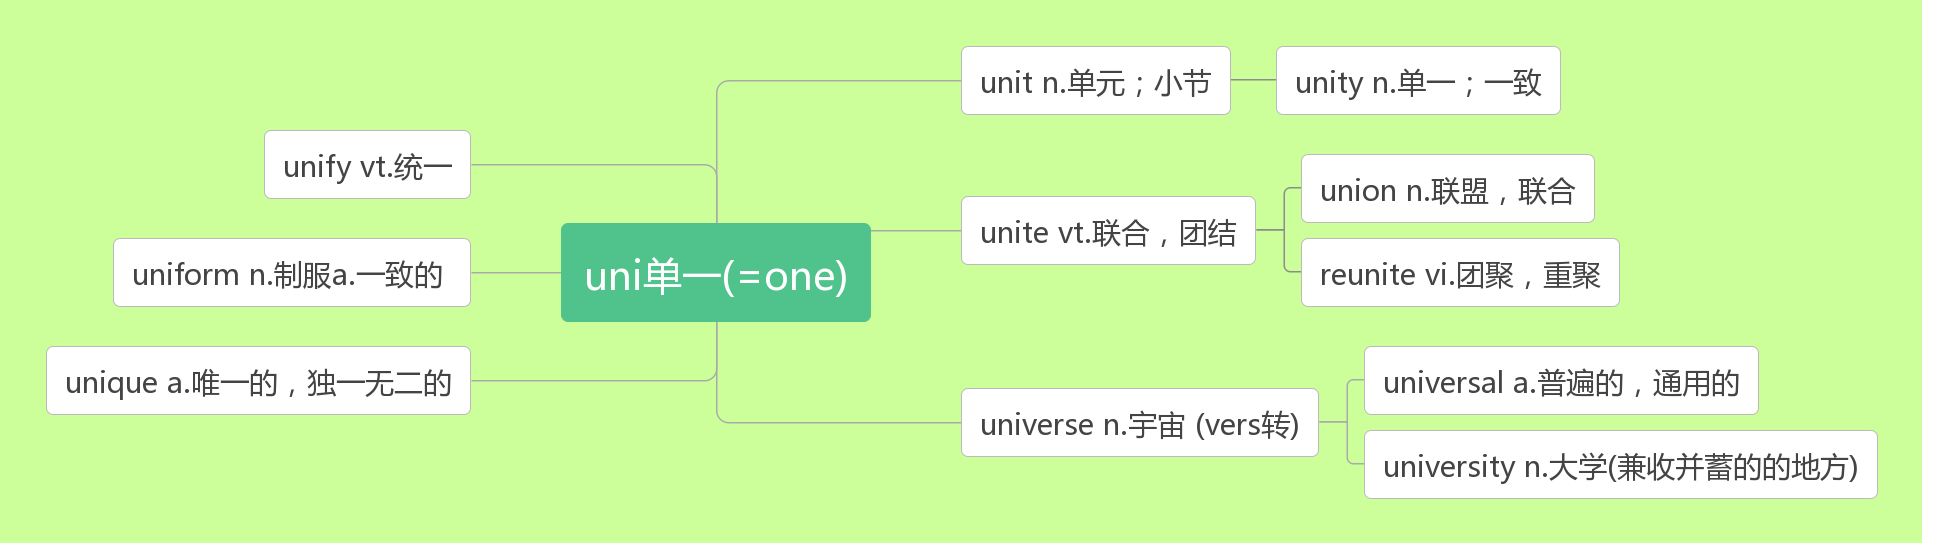 uni单一(=one)
unit n.单元；小节
unity n.单一；一致
unite vt.联合，团结
union n.联盟，联合
reunite vi.团聚，重聚
universe n.宇宙 (vers转)
universal a.普遍的，通用的
university n.大学(兼收并蓄的的地方)
unify vt.统一
uniform n.制服a.一致的
unique a.唯一的，独一无二的